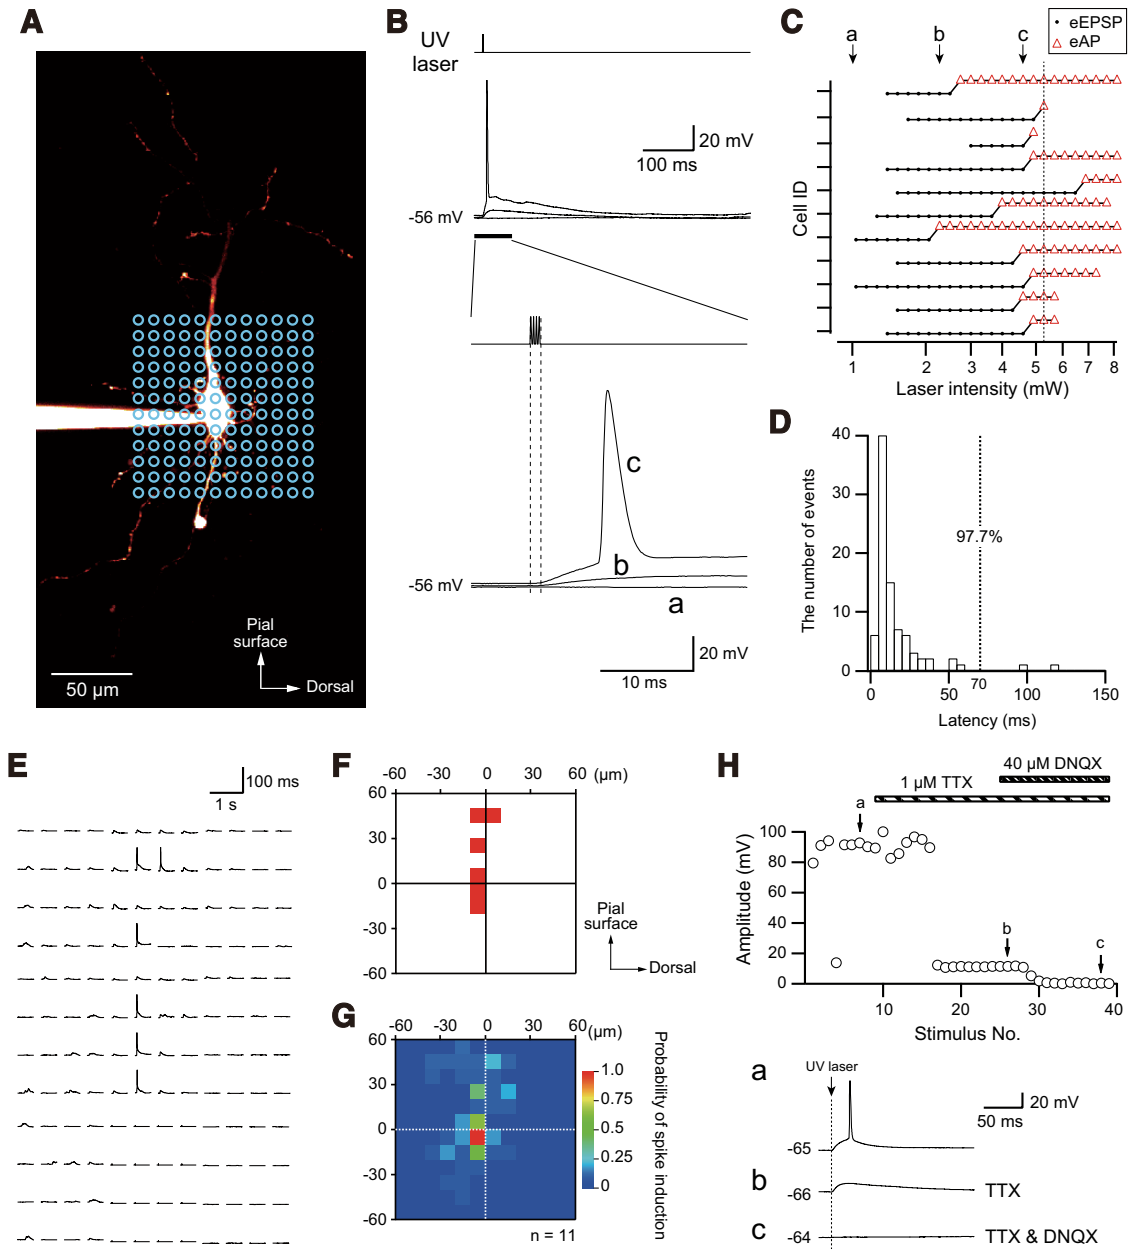 A
Pial
surface
Dorsal
50 µm
B
UV
laser
20 mV
100 ms
-56 mV
c
b
a
-56 mV
20 mV
10 ms
C
a
b
c
eEPSP
eAP
Cell ID
1
2
3
4
5
6
7
8
Laser intensity (mW)
D
40
30
20
10
0
97.7%
The number of events
0
50
70
100
150
Latency (ms)
E
100 ms
1 s
F
-60
-30
0
30
60
(µm)
60
30
0
-30
-60
Pial
surface
Dorsal
G
-60
-30
0
30
60
(µm)
60
30
0
-30
-60
1.0
0.75
0.5
0.25
0
Probability of spike induction
n = 11
H
40 µM DNQX
1 µM TTX
a
b
c
100
80
60
40
20
0
Amplitude (mV)
10
20
30
40
Stimulus No.
a
UV laser
20 mV
50 ms
-65
b
-66
TTX
c
-64
TTX & DNQX